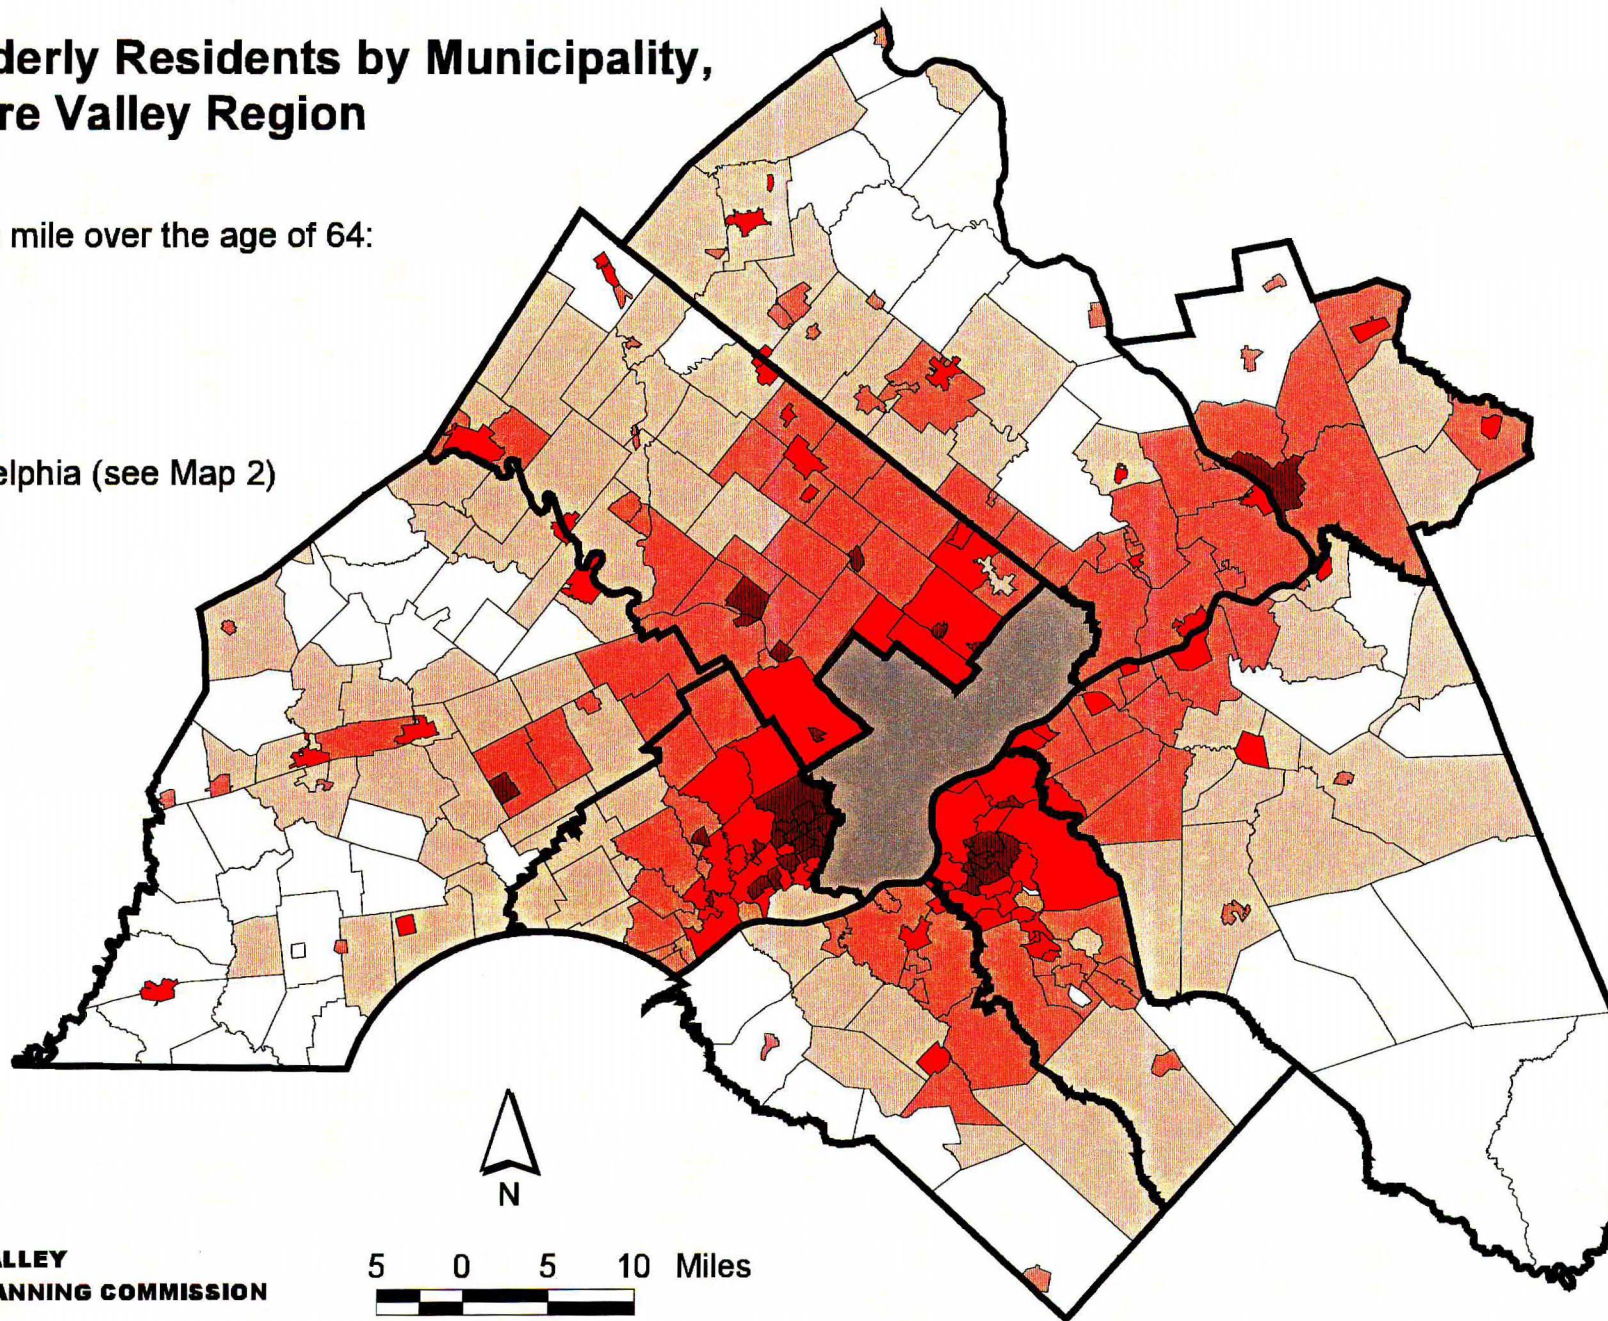 derly Residents by Municipality,
re Valley Region
mile over the age of 64:
elphia (see Map 2)
N
ALLEY
ANNING COMMISSION
5 0 5 10 Miles